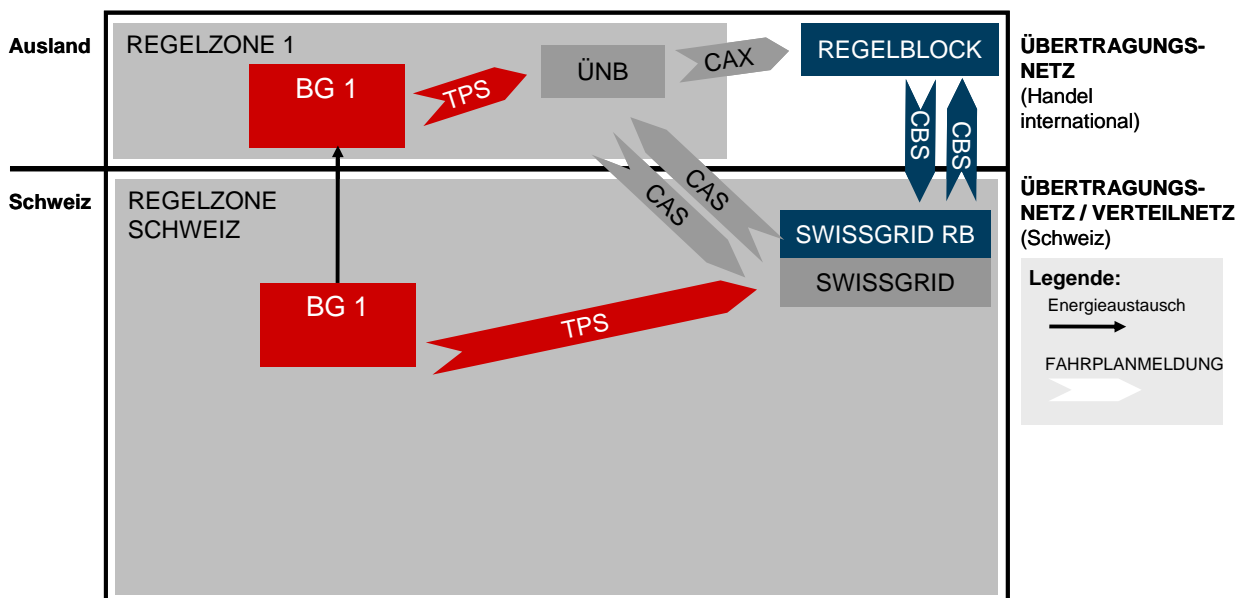 Ausland
REGELZONE 1
BG 1
TPS
ÜNB
CAX
REGELBLOCK
CBS
CBS
ÜBERTRAGUNGS-
NETZ
(Handel
international)
Schweiz
REGELZONE
SCHWEIZ
CAS
CAS
SWISSGRID RB
SWISSGRID
BG 1
TPS
ÜBERTRAGUNGS-
NETZ / VERTEILNETZ
(Schweiz)
Legende:
Energieaustausch
FAHRPLANMELDUNG